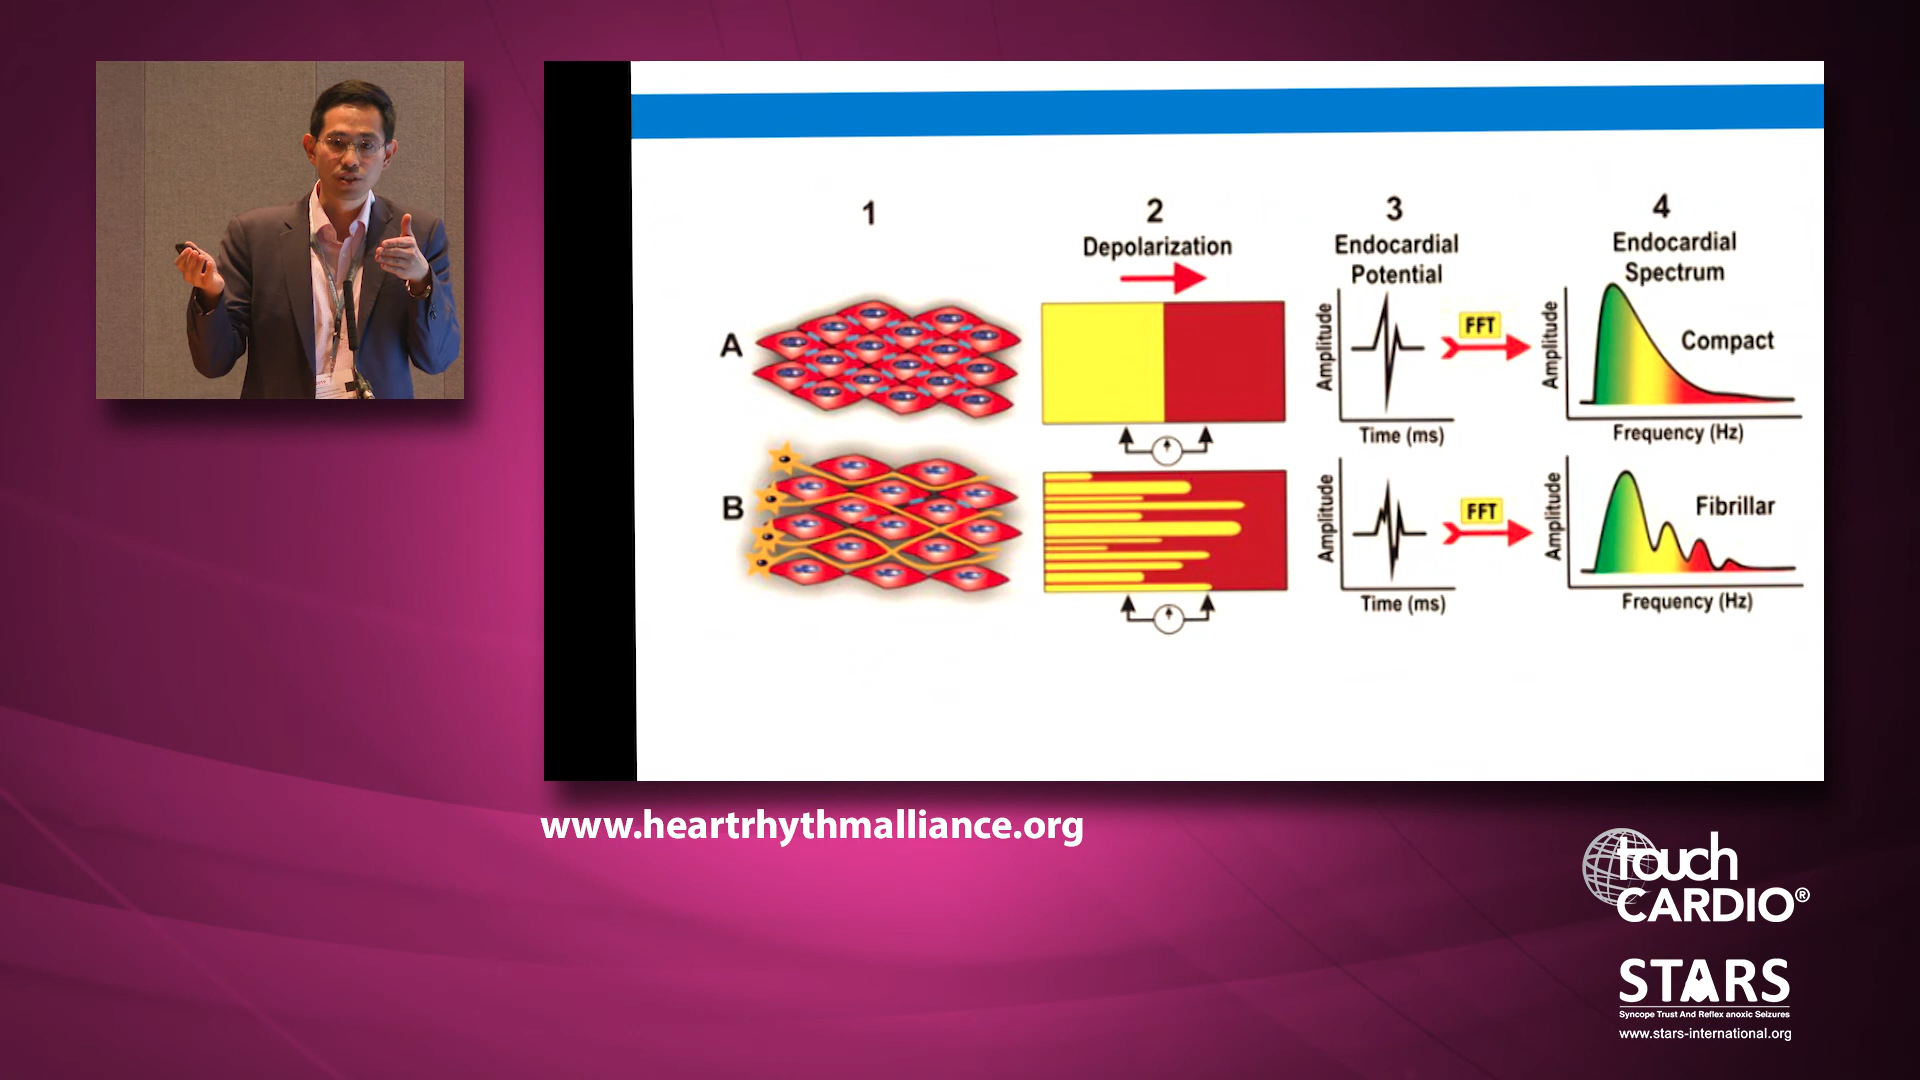 1
2
Depolarization
3
Endocardial
Potential
4
Endocardial
Spectrum
A
Amplitude
Time (ms)
FFT
Amplitude
Compact
Frequency (Hz)
B
Amplitude
Time (ms)
FFT
Amplitude
Fibrillar
Frequency (Hz)
www.heartrhythmalliance.org
touch
CARDIO®
STARS
Syncope Trust And Reflex anoxic Seizures
www.stars-international.org